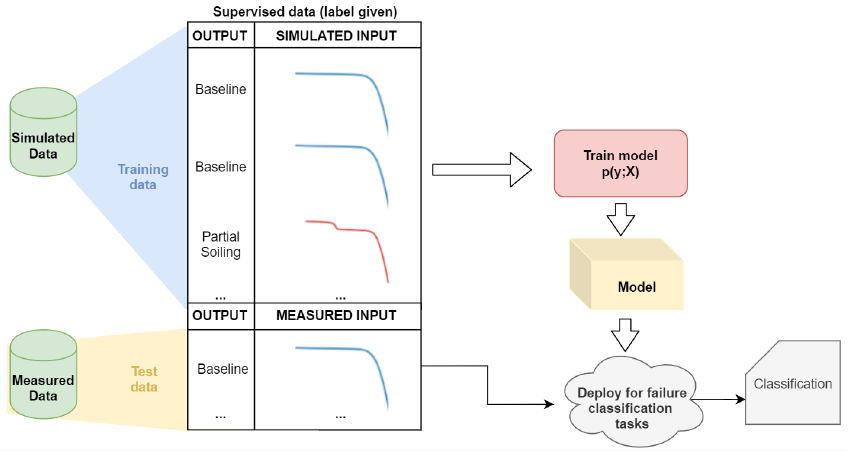 Supervised data (label given)
OUTPUT SIMULATED INPUT
Baseline
Simulated
Data
Training
data
Baseline
Partial
Soiling
... ...
OUTPUT MEASURED INPUT
Measured
Data
Test
data
Baseline
... ...
Train model
p(y;X)
Model
Deploy for failure
classification
tasks
Classification